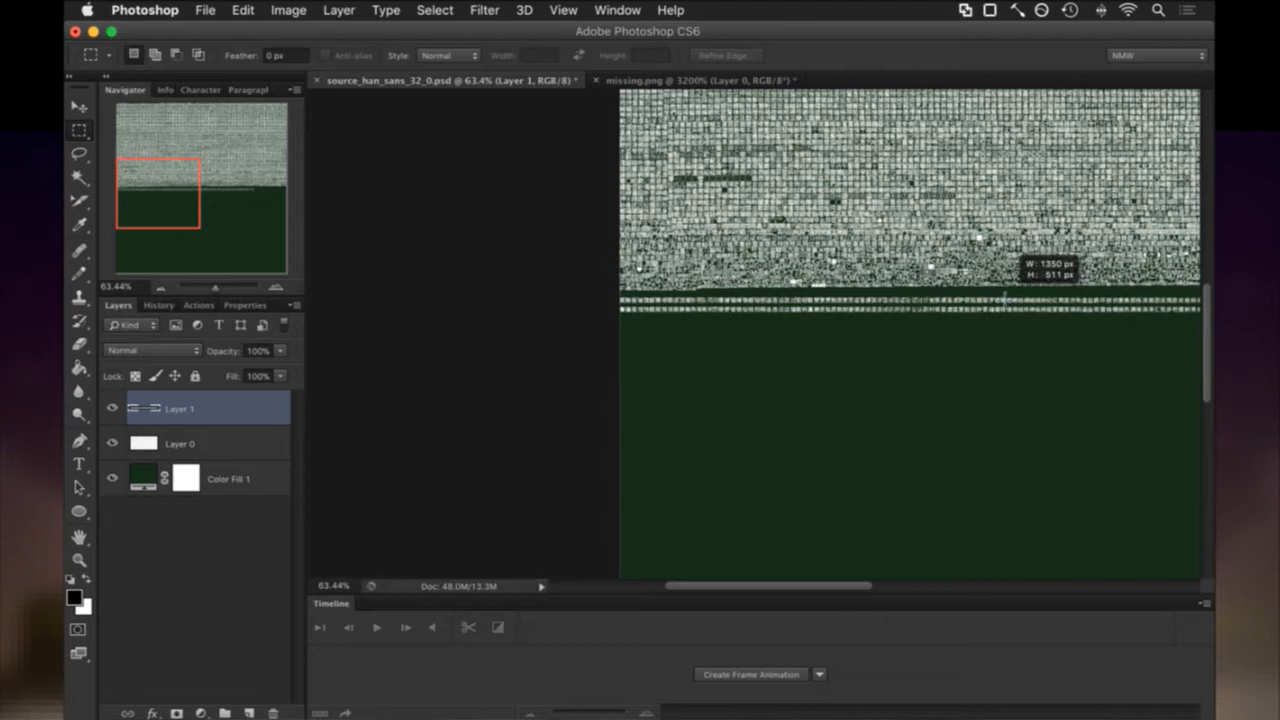 Photoshop File Edit Image Layer Type Select Filter 3D View Window Help
Adobe Photoshop CS6
Feather: 0 px Anti-alias Style: Normal Width: Height: Refine Edge... NMW
source_han_sans_32_0.psd @ 63.4% (Layer 1, RGB/8) * missing.png @ 3200% (Layer 0, RGB/8*) *
Navigator Info Character Paragraph
W: 1350 px
H: 511 px
63.44%
Layers History Actions Properties
Kind
Normal Opacity: 100%
Lock: Fill: 100%
Layer 1
Layer 0
Color Fill 1
63.44% Doc: 48.0M/13.3M
Timeline
Create Frame Animation